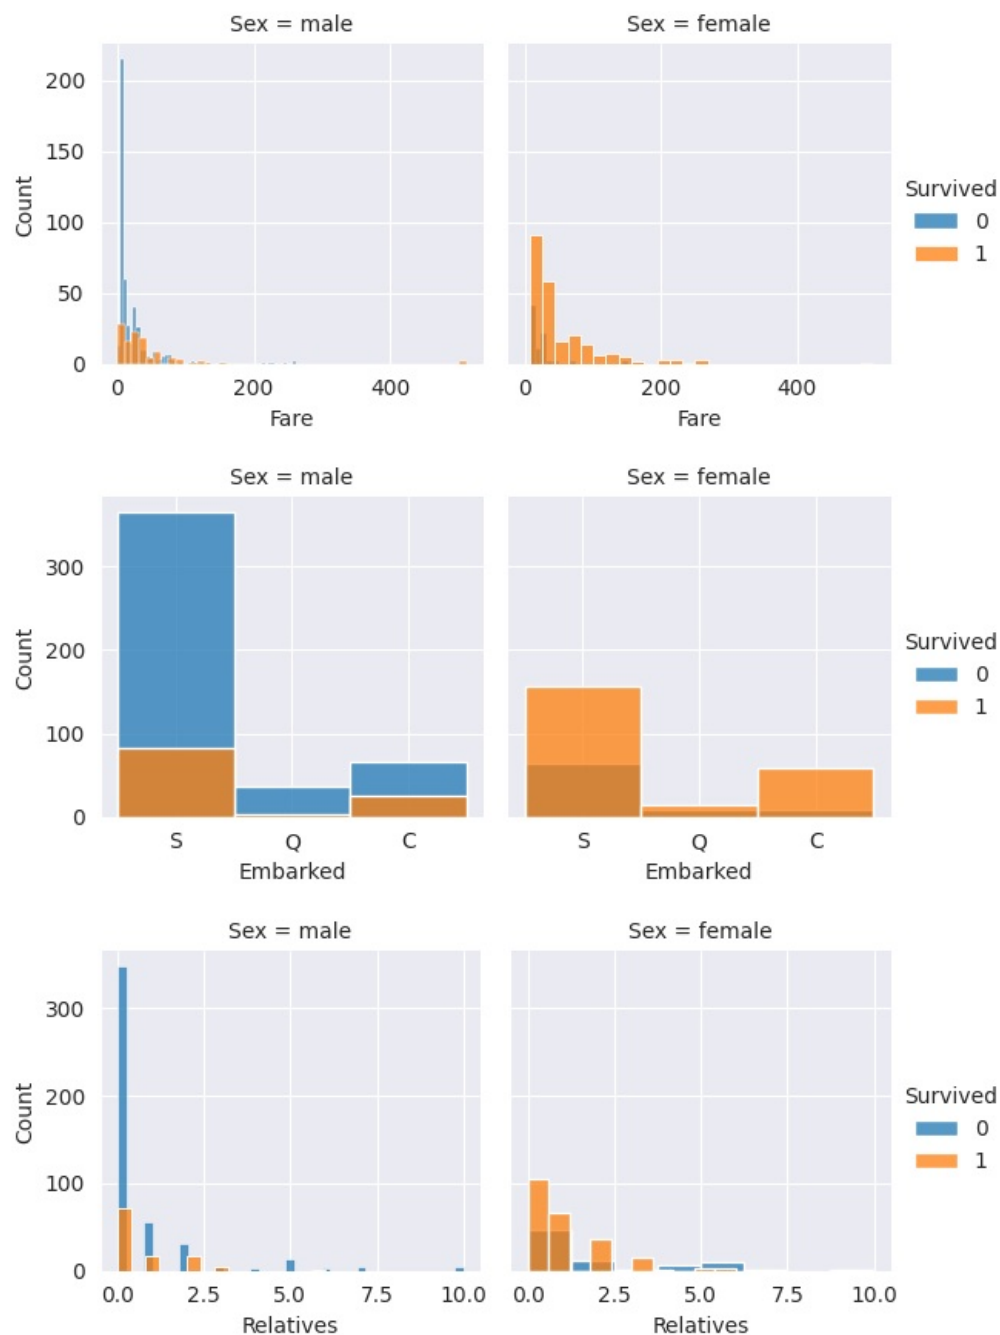 Sex = male
Sex = female
200
150
100
50
0
Count
0
200
400
0
200
400
Fare
Fare
Survived
0
1
Sex = male
Sex = female
300
200
100
0
Count
S
Q
C
S
Q
C
Embarked
Embarked
Survived
0
1
Sex = male
Sex = female
300
200
100
0
Count
0.0
2.5
5.0
7.5
10.0
0.0
2.5
5.0
7.5
10.0
Relatives
Relatives
Survived
0
1